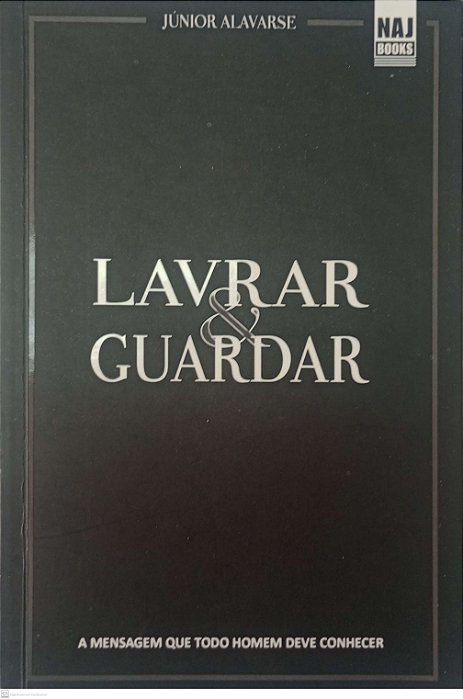 JÚNIOR ALAVARSE
NAJ
BOOKS
LAVRAR
&
GUARDAR
A MENSAGEM QUE TODO HOMEM DEVE CONHECER